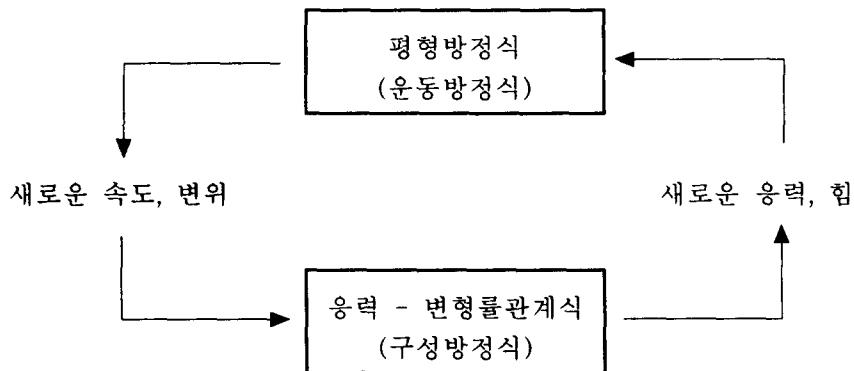 평형방정식
(운동방정식)
새로운 속도, 변위
새로운 응력, 힘
응력 - 변형률관계식
(구성방정식)